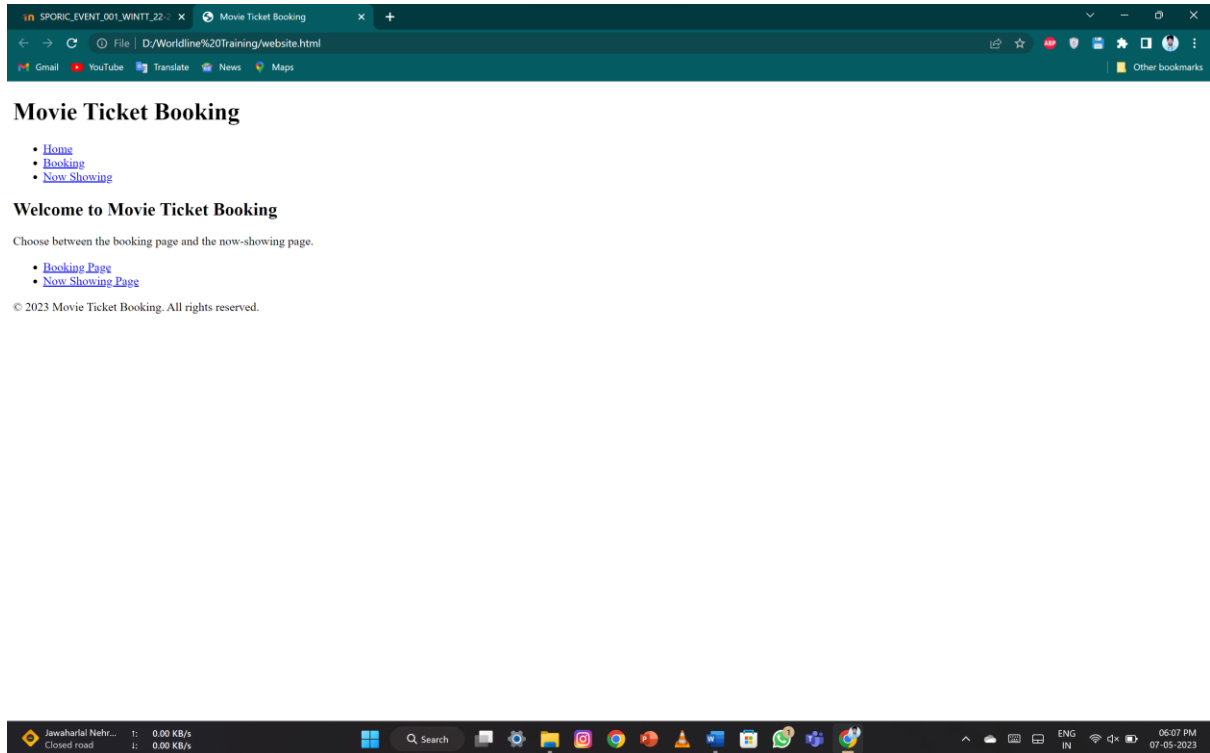 SPORIC_EVENT_001_WINTT_22-2 Movie Ticket Booking
File D:/Worldline%20Training/website.html ABP
Gmail YouTube Translate News Maps Other bookmarks
Movie Ticket Booking
• Home
• Booking
• Now Showing
Welcome to Movie Ticket Booking
Choose between the booking page and the now-showing page.
• Booking Page
• Now Showing Page
© 2023 Movie Ticket Booking. All rights reserved.
Jawaharlal Nehr... ↑: 0.00 KB/s Search ENG 06:07 PM
Closed road ↓: 0.00 KB/s IN 07-05-2023